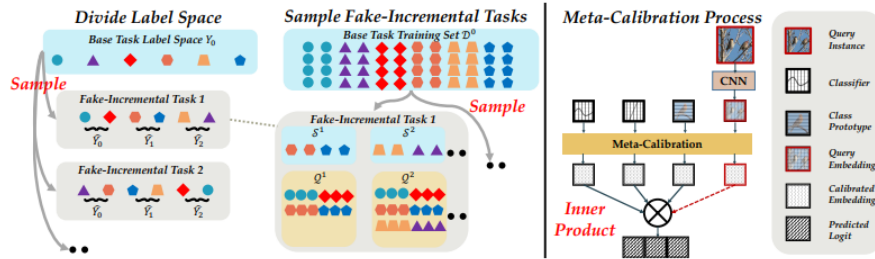 Divide Label Space
Base Task Label Space Y₀
Sample
Fake-Incremental Task 1
Ŷ₀ Ŷ₁ Ŷ₂
Fake-Incremental Task 2
Ŷ₀ Ŷ₁ Ŷ₂
Sample Fake-Incremental Tasks
Base Task Training Set 𝒟⁰
Sample
Fake-Incremental Task 1
𝒮¹ 𝒮²
𝒬¹ 𝒬²
Meta-Calibration Process
CNN
Meta-Calibration
Inner
Product
Query
Instance
Classifier
Class
Prototype
Query
Embedding
Calibrated
Embedding
Predicted
Logit